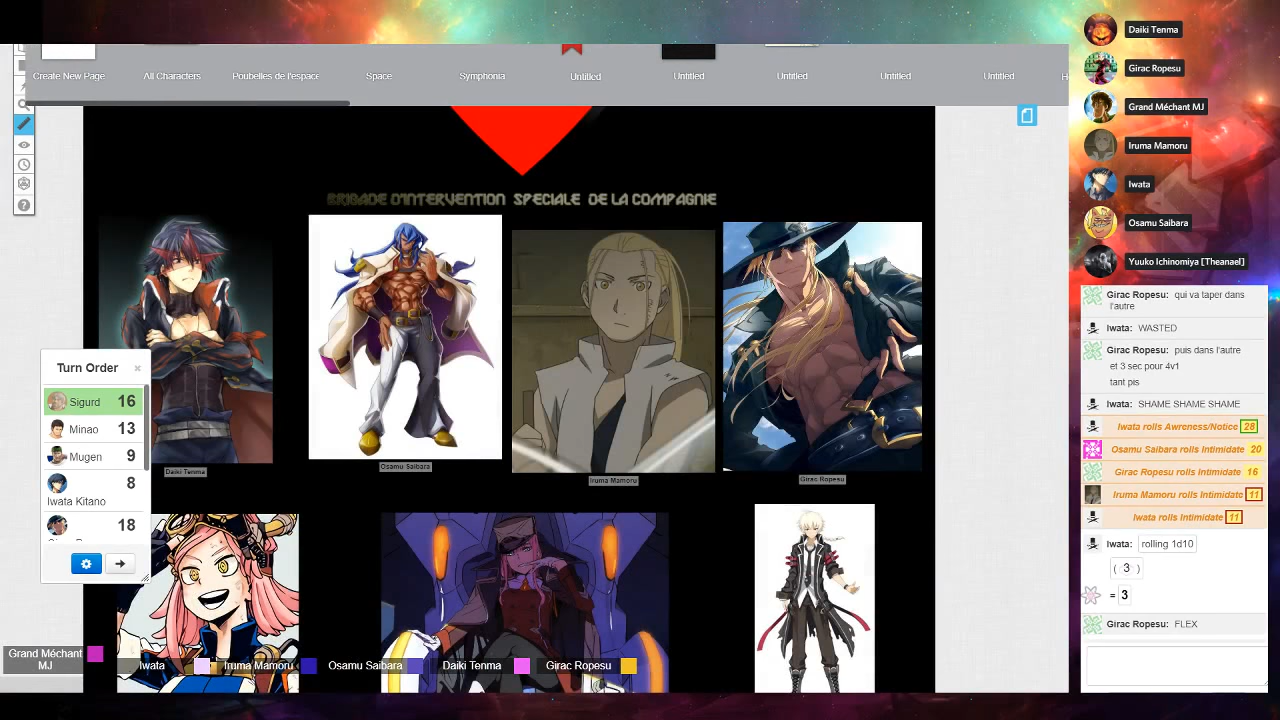 Create New Page
All Characters
Poubelles de l'espace
Space
Symphonia
Untitled
Untitled
Untitled
Untitled
Untitled
BRIGADE D'INTERVENTION SPECIALE DE LA COMPAGNIE
Daiki Tenma
Osamu Saibara
Iruma Mamoru
Girac Ropesu
Turn Order
×
Sigurd 16
Minao 13
Mugen 9
8
Iwata Kitano
18
Grand Méchant
MJ
Iwata
Iruma Mamoru
Osamu Saibara
Daiki Tenma
Girac Ropesu
Daiki Tenma
Girac Ropesu
Grand Méchant MJ
Iruma Mamoru
Iwata
Osamu Saibara
Yuuko Ichinomiya [Theanael]
Girac Ropesu: qui va taper dans
l'autre
Iwata: WASTED
Girac Ropesu: puis dans l'autre
et 3 sec pour 4v1
tant pis
Iwata: SHAME SHAME SHAME
Iwata rolls Awreness/Notice 28
Osamu Saibara rolls Intimidate 20
Girac Ropesu rolls Intimidate 16
Iruma Mamoru rolls Intimidate 11
Iwata rolls Intimidate 11
Iwata: rolling 1d10
( 3 )
= 3
Girac Ropesu: FLEX